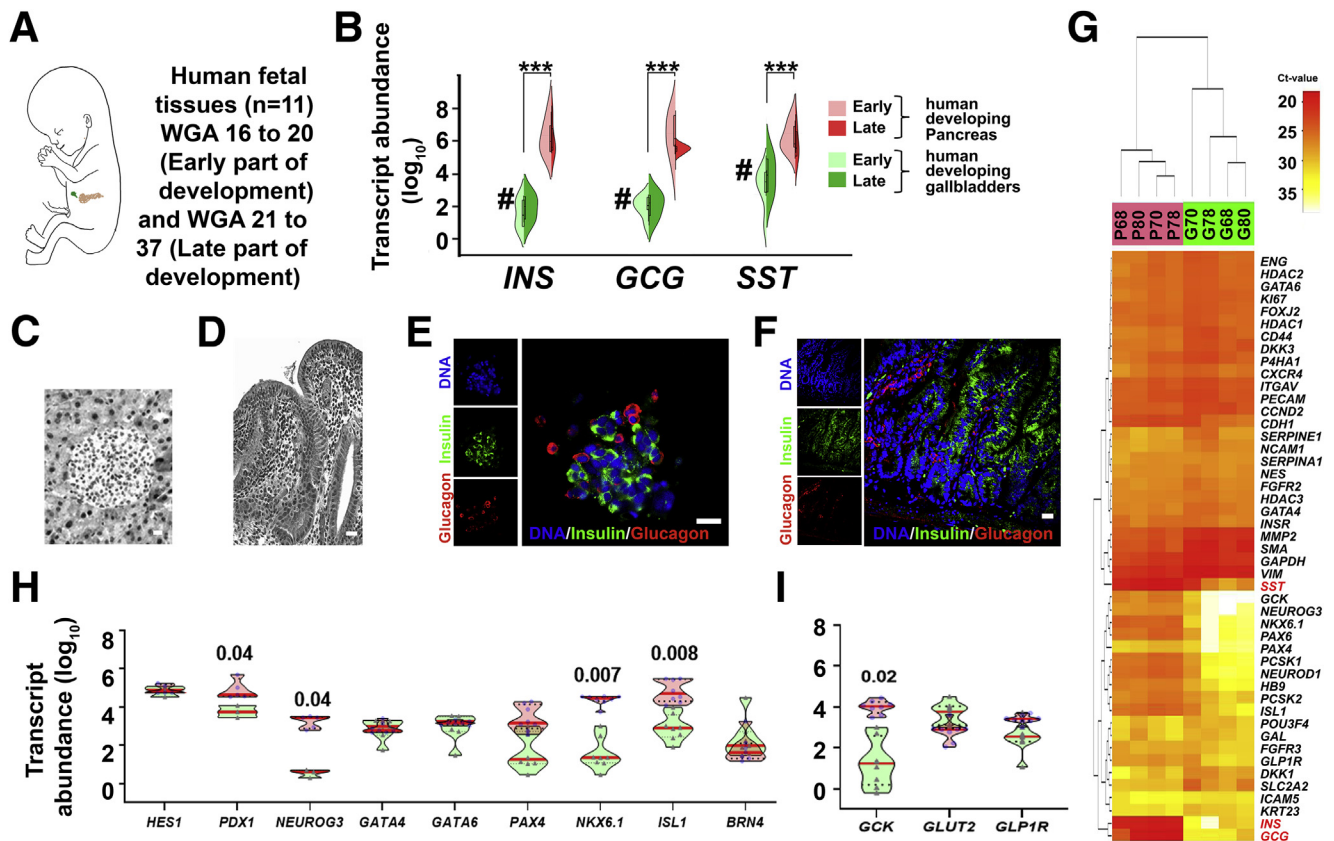 A
Human fetal
tissues (n=11)
WGA 16 to 20
(Early part of
development)
and WGA 21 to
37 (Late part of
development)
B
Transcript abundance
(log10)
8
6
4
2
0
***
***
***
#
#
#
INS
GCG
SST
Early
Late
human
developing
Pancreas
Early
Late
human
developing
gallbladders
C
D
E
DNA
Insulin
Glucagon
DNA/Insulin/Glucagon
F
DNA
Insulin
Glucagon
DNA/Insulin/Glucagon
G
Ct-value
20
25
30
35
P68
P80
P70
P78
G70
G78
G68
G80
ENG
HDAC2
GATA6
KI67
FOXJ2
HDAC1
CD44
DKK3
P4HA1
CXCR4
ITGAV
PECAM
CCND2
CDH1
SERPINE1
NCAM1
SERPINA1
NES
FGFR2
HDAC3
GATA4
INSR
MMP2
SMA
GAPDH
VIM
SST
GCK
NEUROG3
NKX6.1
PAX6
PAX4
PCSK1
NEUROD1
HB9
PCSK2
ISL1
POU3F4
GAL
FGFR3
GLP1R
DKK1
SLC2A2
ICAM5
KRT23
INS
GCG
H
Transcript
abundance (log10)
8
6
4
2
0
0.04
0.04
0.007
0.008
HES1
PDX1
NEUROG3
GATA4
GATA6
PAX4
NKX6.1
ISL1
BRN4
I
8
6
4
2
0
0.02
GCK
GLUT2
GLP1R